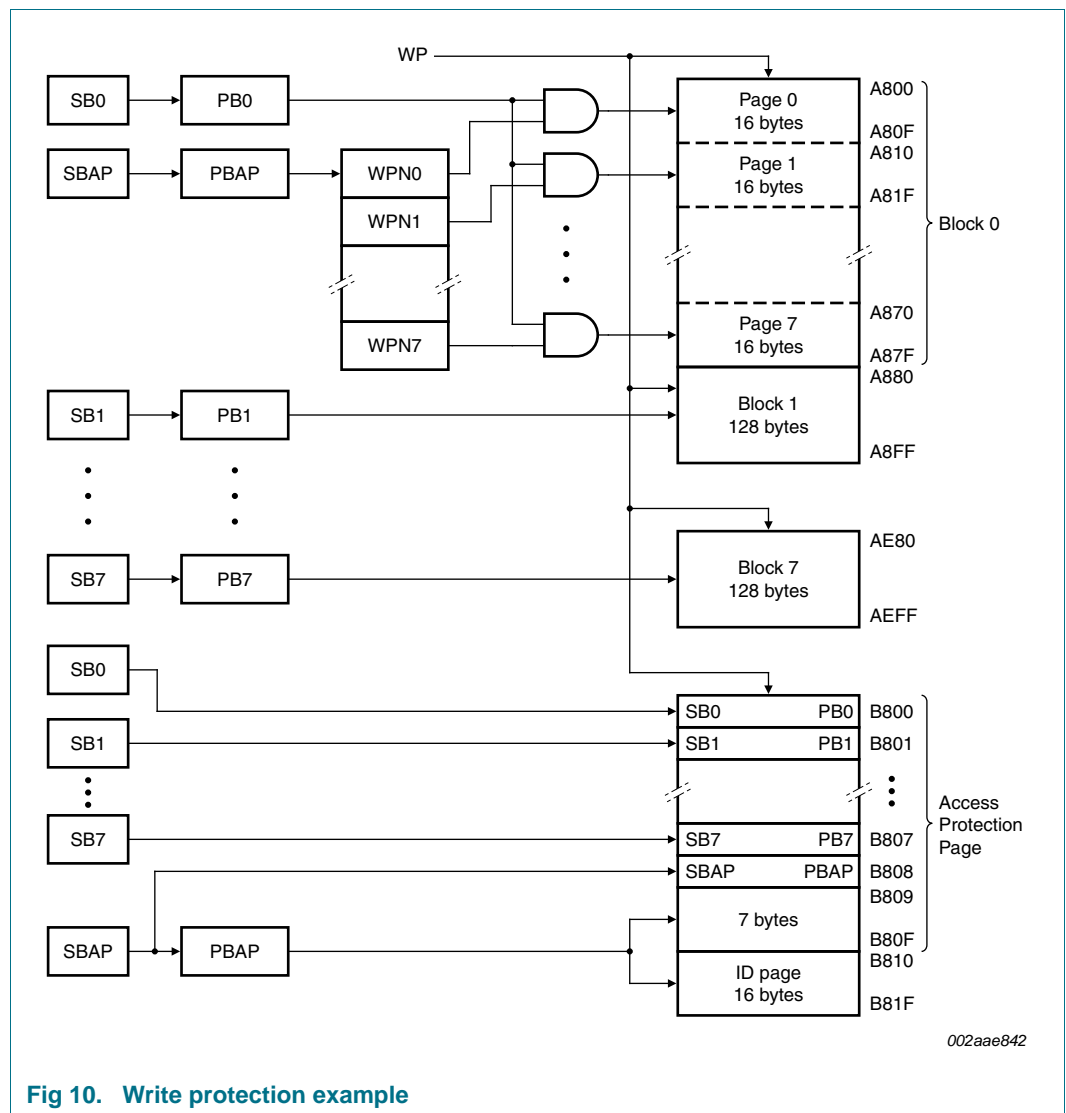 WP
SB0 PB0
SBAP PBAP WPN0
WPN1
WPN7
Page 0
16 bytes
A800
A80F
Page 1
16 bytes
A810
A81F
Block 0
Page 7
16 bytes
A870
A87F
SB1 PB1
Block 1
128 bytes
A880
A8FF
SB7 PB7
Block 7
128 bytes
AE80
AEFF
SB0
SB0 PB0 B800
SB1
SB1 PB1 B801
SB7
SB7 PB7 B807
SBAP PBAP B808
Access
Protection
Page
SBAP PBAP
7 bytes
B809
B80F
ID page
16 bytes
B810
B81F
002aae842
Fig 10. Write protection example